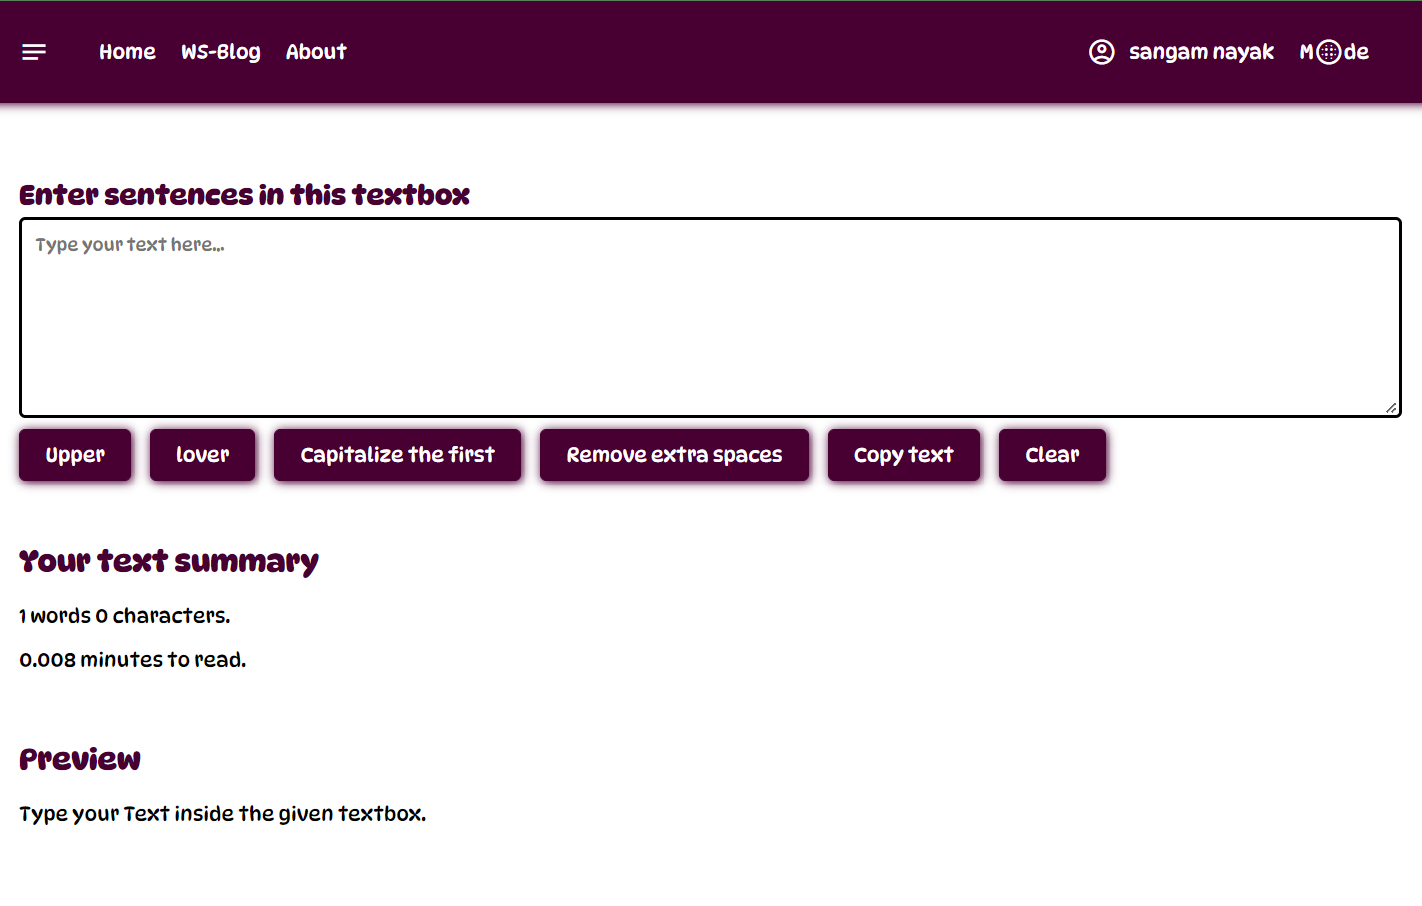 Home WS-Blog About sangam nayak Mode
Enter sentences in this textbox
Type your text here...
Upper lover Capitalize the first Remove extra spaces Copy text Clear
Your text summary
1 words 0 characters.
0.008 minutes to read.
Preview
Type your Text inside the given textbox.